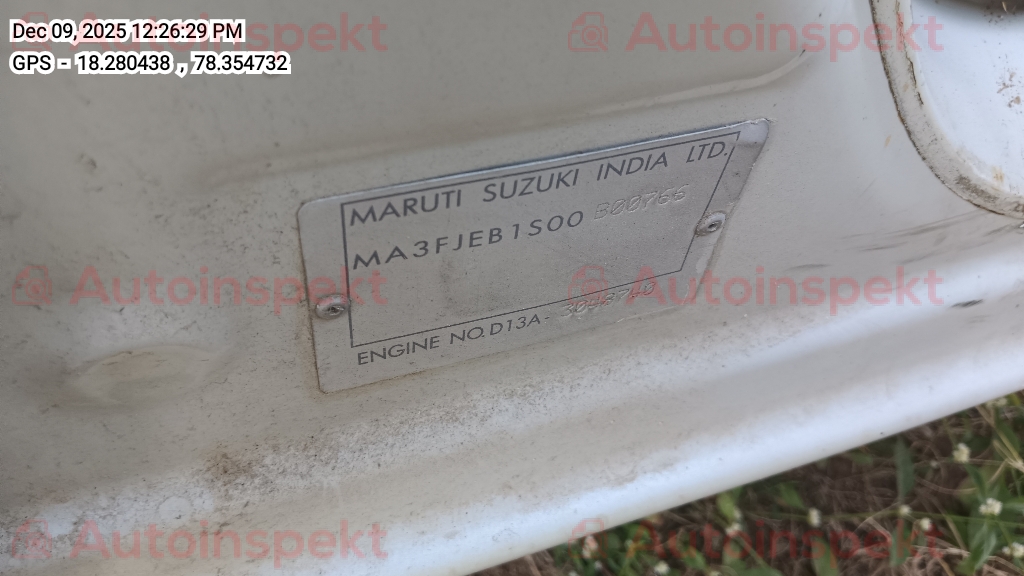 Dec 09, 2025 12:26:29 PM
GPS - 18.280438 , 78.354732
Autoinspekt Autoinspekt
MARUTI SUZUKI INDIA LTD.
MA3FJEB1S00 B00766
Autoinspekt Autoinspekt
ENGINE NO. D13A-
Autoinspekt Autoinspekt